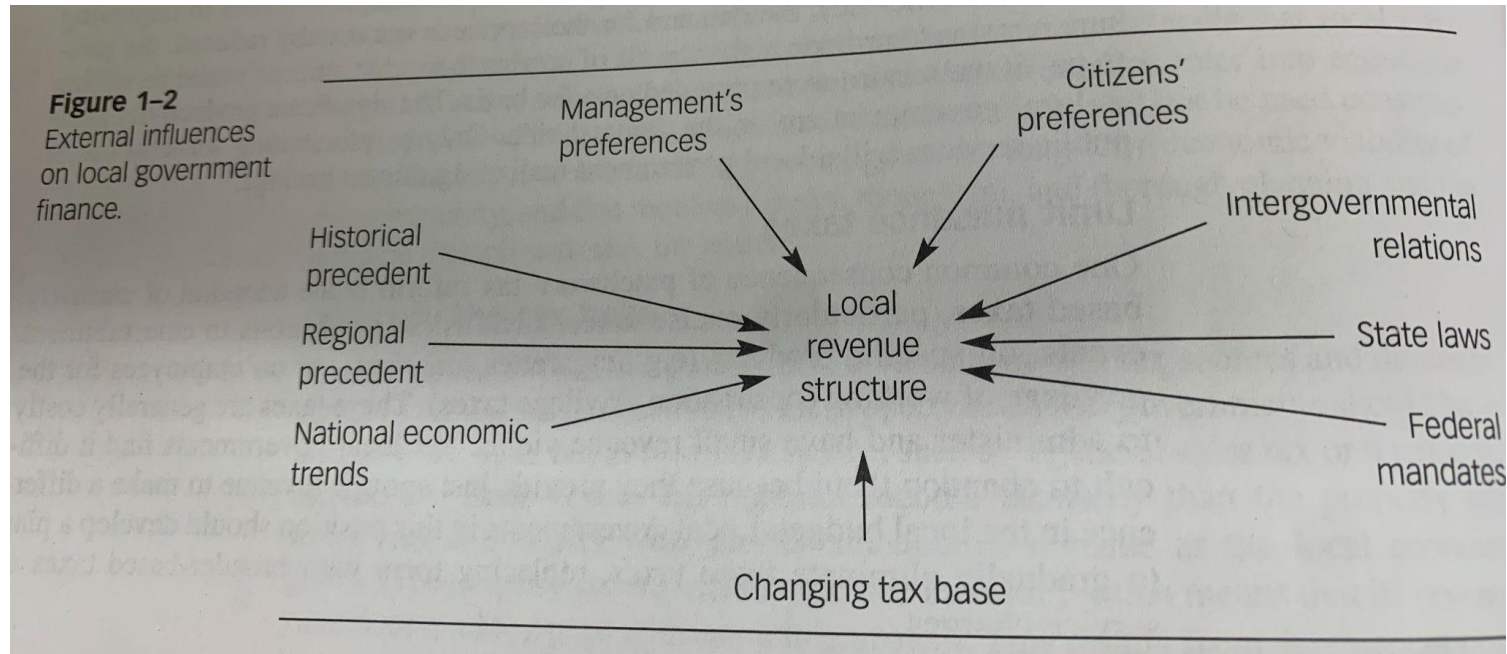 Figure 1–2
External influences
on local government
finance.
Management's
preferences
Citizens'
preferences
Historical
precedent
Intergovernmental
relations
Regional
precedent
Local
revenue
structure
State laws
National economic
trends
Federal
mandates
Changing tax base